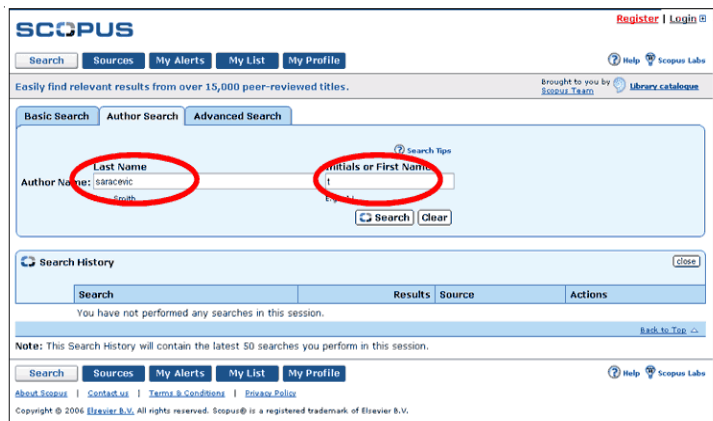 Register | Login
SCOPUS
Search Sources My Alerts My List My Profile Help Scopus Labs
Easily find relevant results from over 15,000 peer-reviewed titles. Brought to you by Scopus Team Library catalogue
Basic Search Author Search Advanced Search
Search Tips
Last Name Initials or First Name
Author Name: saracevic t
Smith
Search Clear
Search History close
Search Results Source Actions
You have not performed any searches in this session.
Back to Top
Note: This Search History will contain the latest 50 searches you perform in this session.
Search Sources My Alerts My List My Profile Help Scopus Labs
About Scopus | Contact us | Terms & Conditions | Privacy Policy
Copyright © 2006 Elsevier B.V. All rights reserved. Scopus® is a registered trademark of Elsevier B.V.